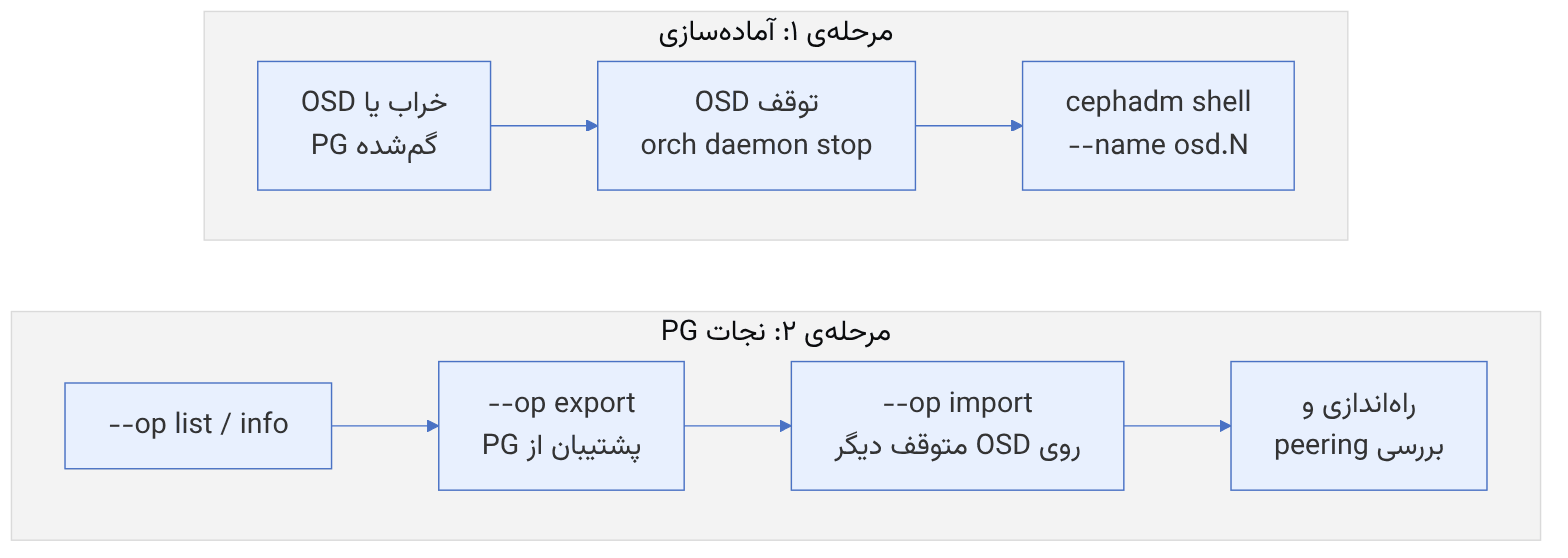 مرحله‌ی ۱: آماده‌سازی
OSD خراب یا
PG گم‌شده
توقف OSD
orch daemon stop
cephadm shell
--name osd.N
مرحله‌ی ۲: نجات PG
--op list / info
--op export
پشتیبان از PG
--op import
روی OSD متوقف دیگر
راه‌اندازی و
بررسی peering